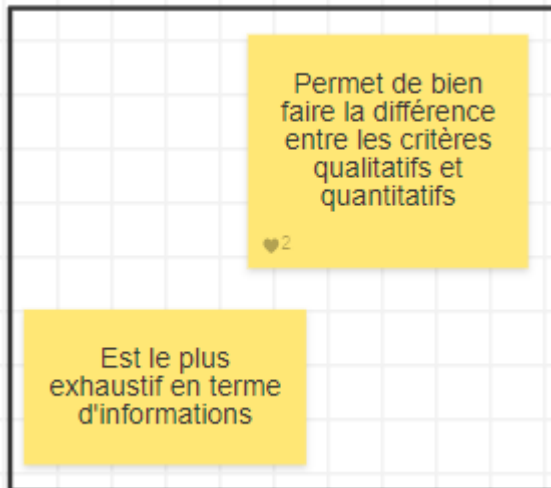 Permet de bien
faire la différence
entre les critères
qualitatifs et
quantitatifs
2
Est le plus
exhaustif en terme
d'informations